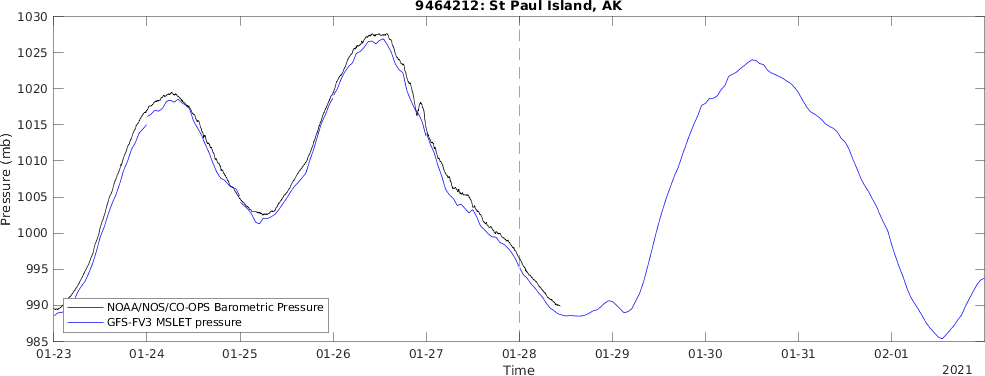 9464212: St Paul Island, AK
Pressure (mb)
1030
1025
1020
1015
1010
1005
1000
995
990
985
NOAA/NOS/CO-OPS Barometric Pressure
GFS-FV3 MSLET pressure
01-23 01-24 01-25 01-26 01-27 01-28 01-29 01-30 01-31 02-01
Time
2021